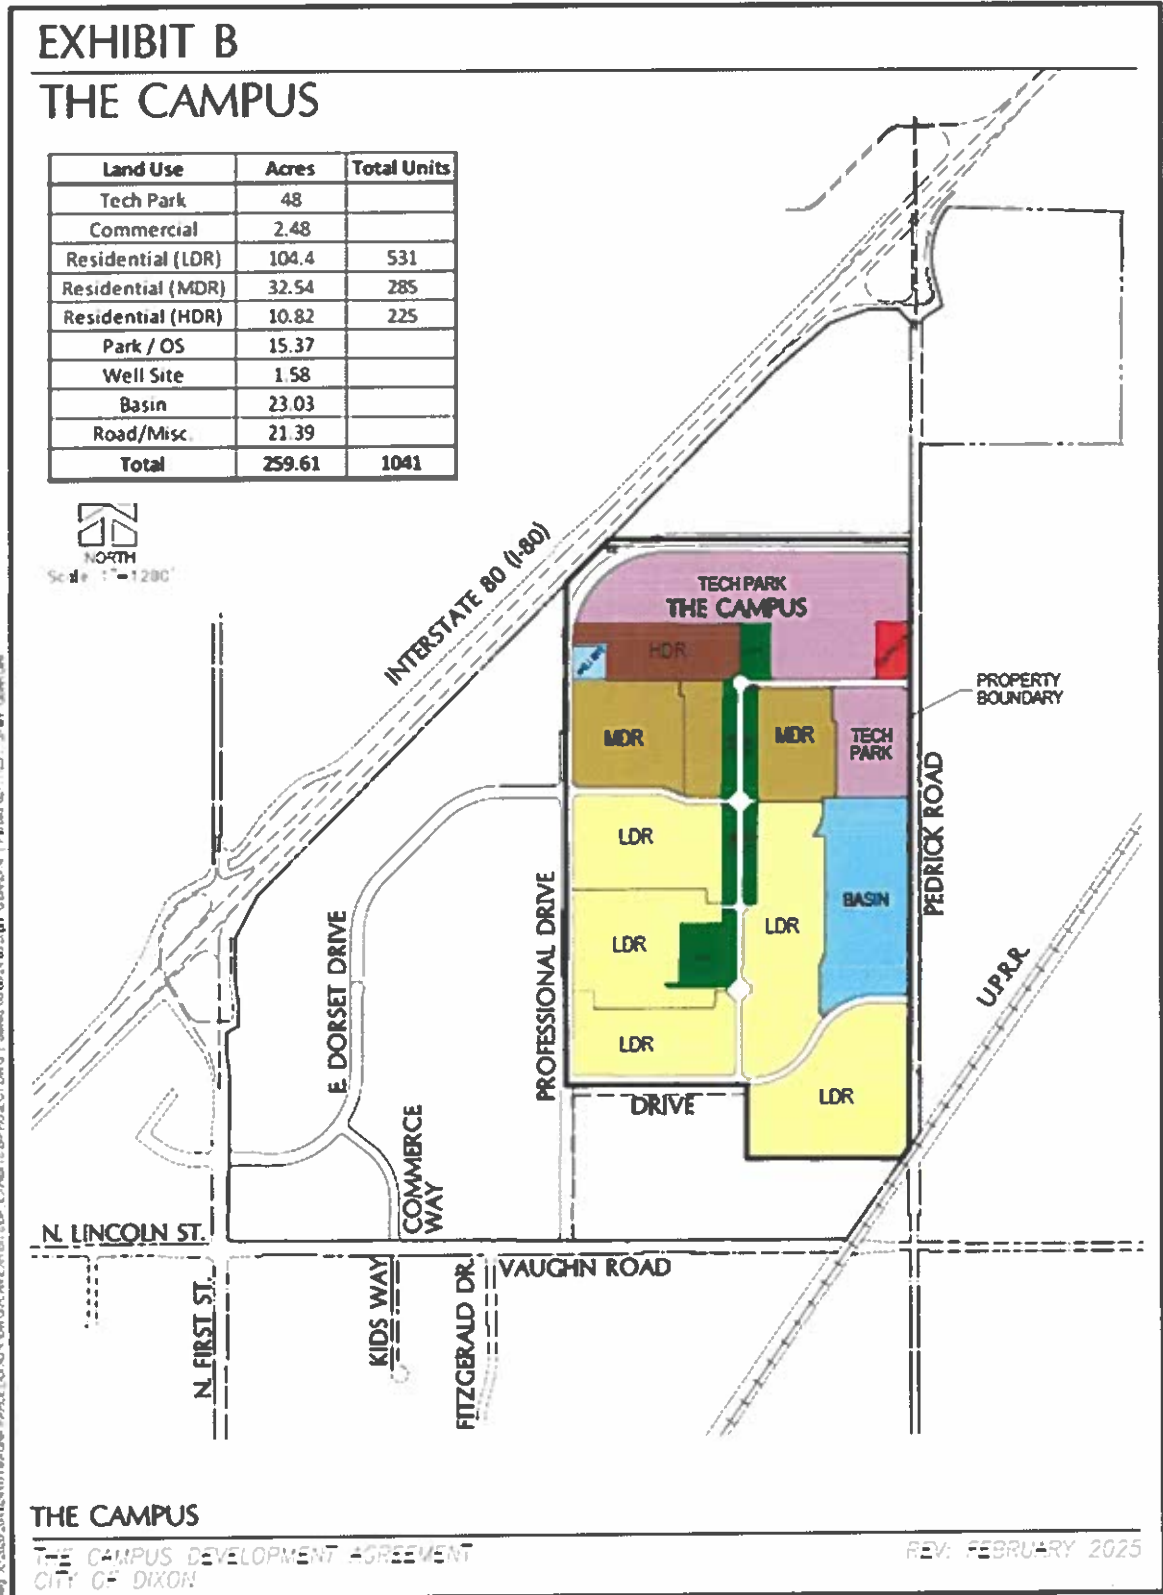 EXHIBIT B
THE CAMPUS
Land Use Acres Total Units
Tech Park 48
Commercial 2.48
Residential (LDR) 104.4 531
Residential (MDR) 32.54 285
Residential (HDR) 10.82 225
Park / OS 15.37
Well Site 1.58
Basin 23.03
Road/Misc. 21.39
Total 259.61 1041
NORTH
Scale: 1"=1280'
INTERSTATE 80 (I-80)
TECH PARK
THE CAMPUS
HDR
WELL SITE
PROPERTY
BOUNDARY
MDR
MDR
TECH
PARK
LDR
BASIN
PEDRICK ROAD
LDR
LDR
E. DORSET DRIVE
PROFESSIONAL DRIVE
U.P.R.R.
LDR
LDR
DRIVE
COMMERCE
WAY
N. LINCOLN ST.
VAUGHN ROAD
N. FIRST ST.
KIDS WAY
FITZGERALD DR.
THE CAMPUS
THE CAMPUS DEVELOPMENT AGREEMENT
CITY OF DIXON
REV: FEBRUARY 2025